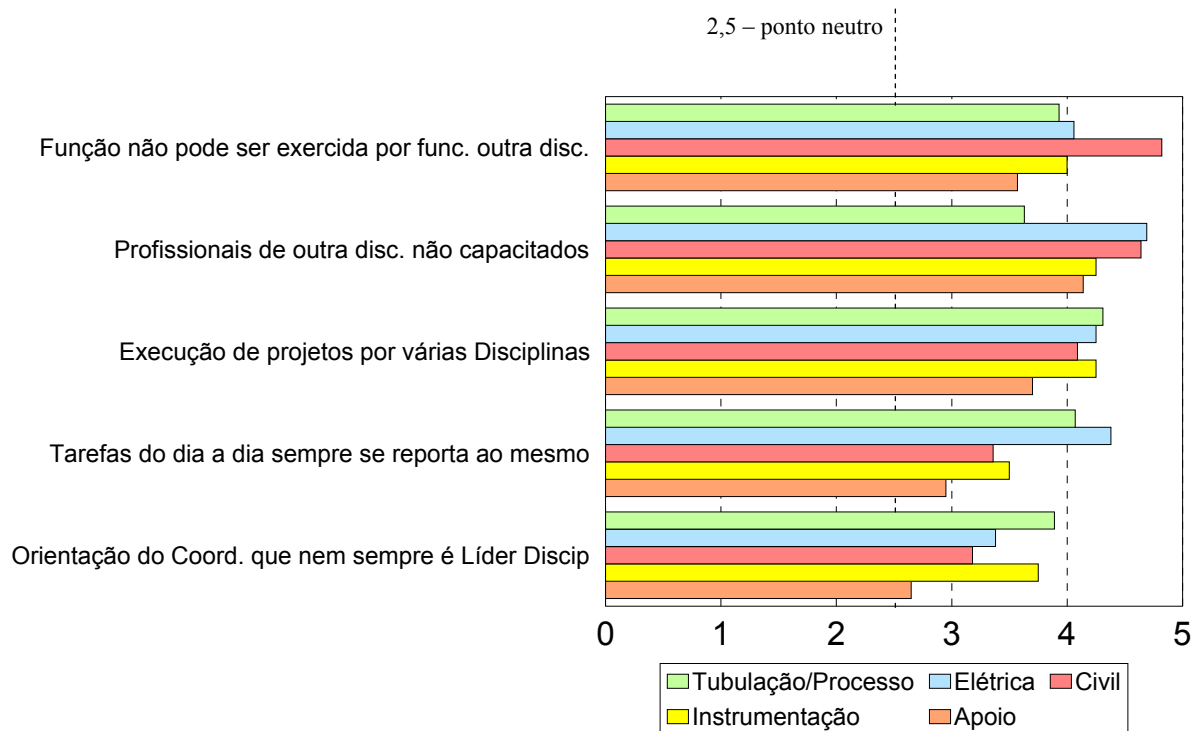 2,5 – ponto neutro
Função não pode ser exercida por func. outra disc.
Profissionais de outra disc. não capacitados
Execução de projetos por várias Disciplinas
Tarefas do dia a dia sempre se reporta ao mesmo
Orientação do Coord. que nem sempre é Líder Discip
0 1 2 3 4 5
Tubulação/Processo Elétrica Civil
Instrumentação Apoio